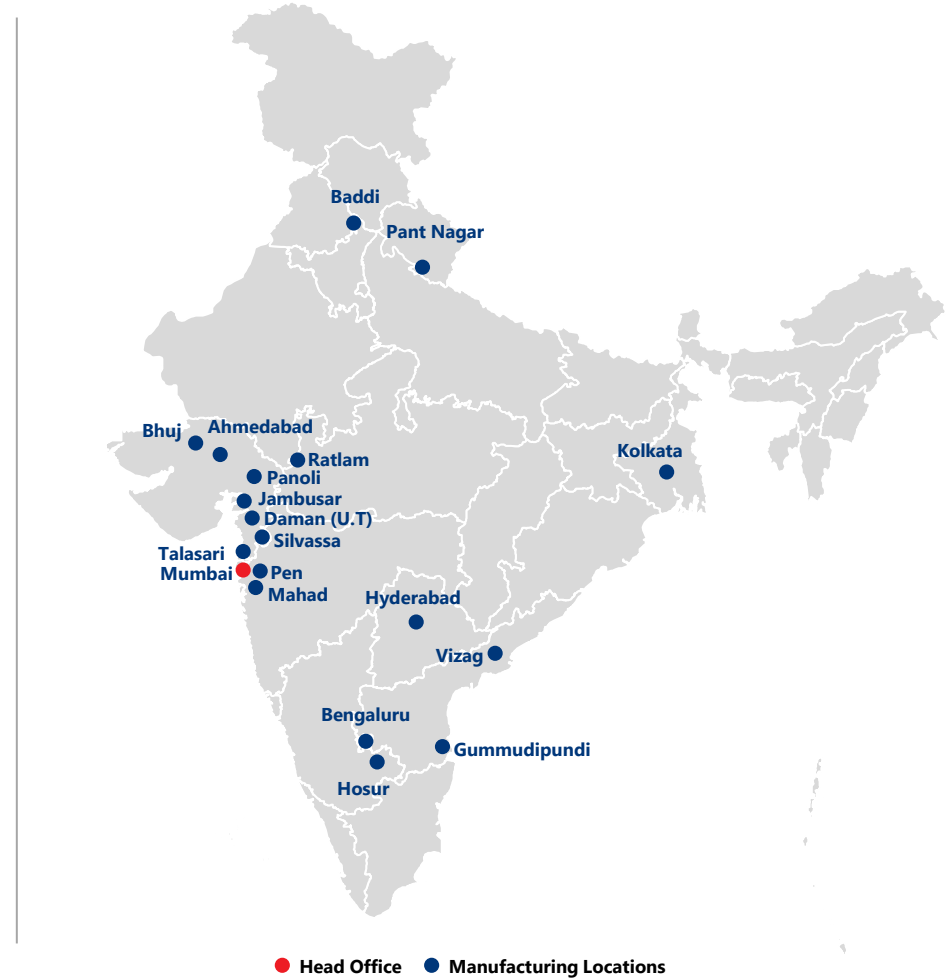 Baddi
Pant Nagar
Ahmedabad
Bhuj
Kolkata
Ratlam
Panoli
Jambusar
Daman (U.T)
Silvassa
Talasari
Mumbai
Pen
Mahad
Hyderabad
Vizag
Bengaluru
Gummudipundi
Hosur
Head Office
Manufacturing Locations